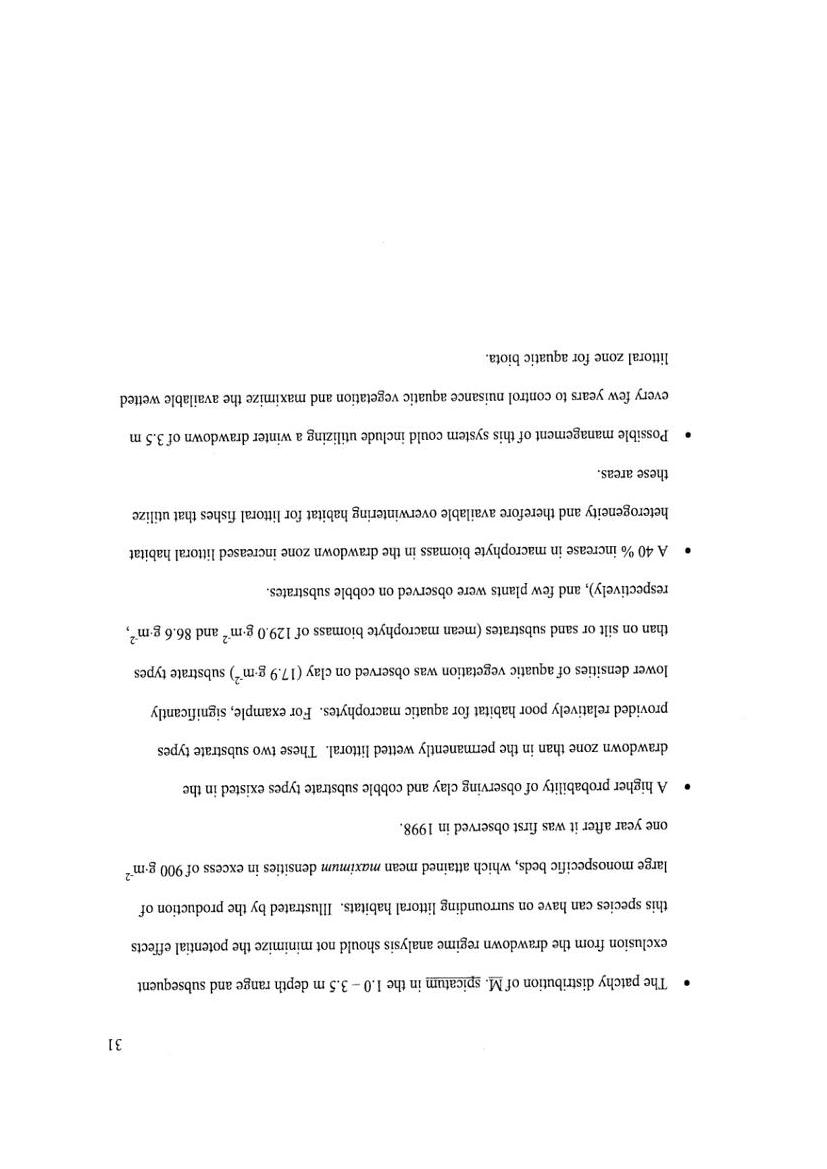 31
• The patchy distribution of M. spicatum in the 1.0 – 3.5 m depth range and subsequent
exclusion from the drawdown regime analysis should not minimize the potential effects
this species can have on surrounding littoral habitats. Illustrated by the production of
large monospecific beds, which attained mean maximum densities in excess of 900 g·m⁻²
one year after it was first observed in 1998.
• A higher probability of observing clay and cobble substrate types existed in the
drawdown zone than in the permanently wetted littoral. These two substrate types
provided relatively poor habitat for aquatic macrophytes. For example, significantly
lower densities of aquatic vegetation was observed on clay (17.9 g·m⁻²) substrate types
than on silt or sand substrates (mean macrophyte biomass of 129.0 g·m⁻² and 86.6 g·m⁻²,
respectively), and few plants were observed on cobble substrates.
• A 40 % increase in macrophyte biomass in the drawdown zone increased littoral habitat
heterogeneity and therefore available overwintering habitat for littoral fishes that utilize
these areas.
• Possible management of this system could include utilizing a winter drawdown of 3.5 m
every few years to control nuisance aquatic vegetation and maximize the available wetted
littoral zone for aquatic biota.